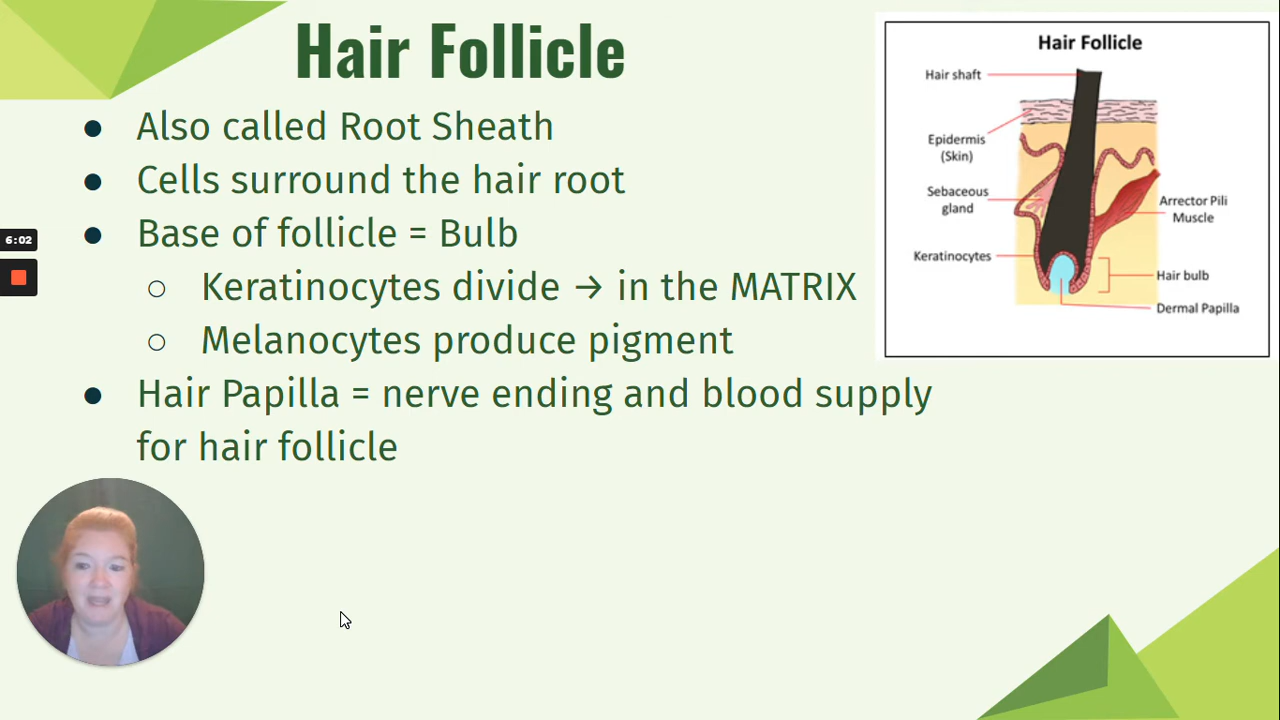 Hair Follicle
● Also called Root Sheath
● Cells surround the hair root
● Base of follicle = Bulb
○ Keratinocytes divide → in the MATRIX
○ Melanocytes produce pigment
● Hair Papilla = nerve ending and blood supply
for hair follicle
6:02
Hair Follicle
Hair shaft
Epidermis
(Skin)
Sebaceous
gland
Keratinocytes
Arrector Pili
Muscle
Hair bulb
Dermal Papilla